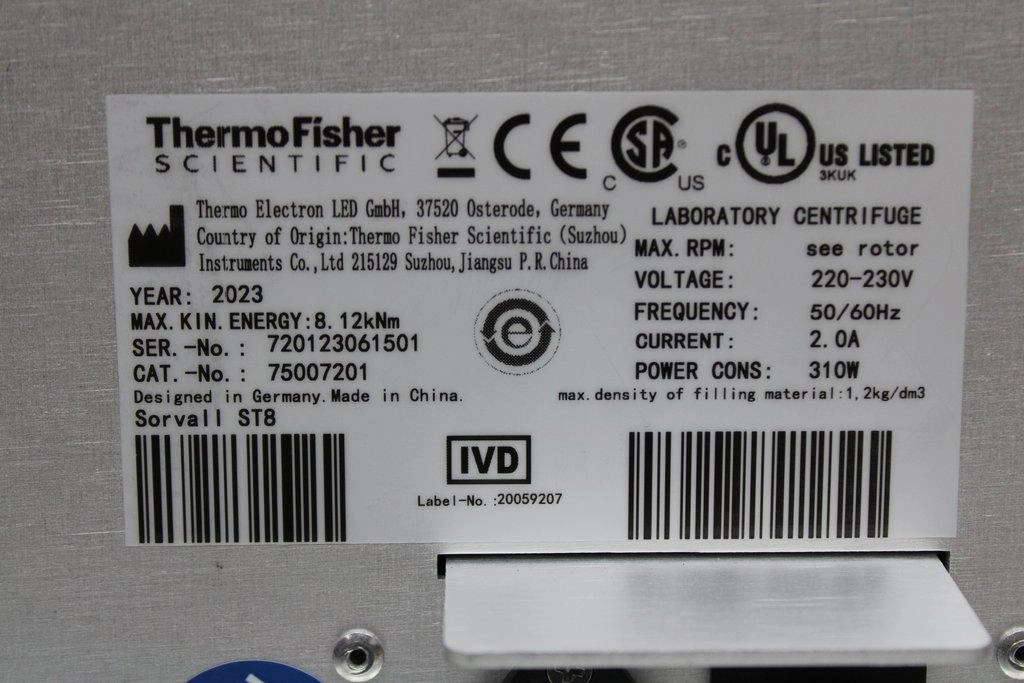 ThermoFisher
SCIENTIFIC
CE
C SA® US
C UL US LISTED
3KUK
Thermo Electron LED GmbH, 37520 Osterode, Germany
Country of Origin:Thermo Fisher Scientific (Suzhou)
Instruments Co.,Ltd 215129 Suzhou,Jiangsu P.R.China
YEAR: 2023
MAX.KIN.ENERGY:8.12kNm
SER.-No.: 720123061501
CAT.-No.: 75007201
Designed in Germany.Made in China.
Sorvall ST8
e
LABORATORY CENTRIFUGE
MAX.RPM: see rotor
VOLTAGE: 220-230V
FREQUENCY: 50/60Hz
CURRENT: 2.0A
POWER CONS: 310W
max.density of filling material:1,2kg/dm3
IVD
Label-No.:20059207